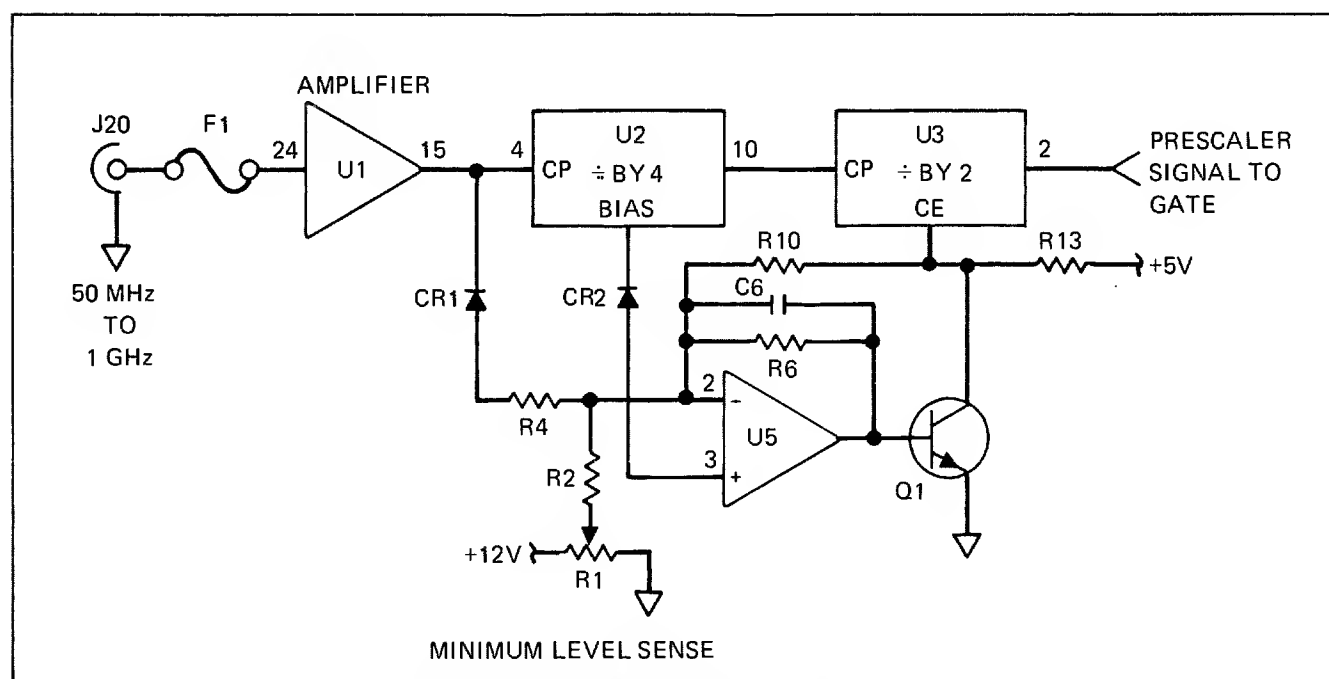 AMPLIFIER
J20
F1
24
U1
15
4
U2
CP
÷ BY 4
BIAS
10
U3
CP
÷ BY 2
CE
2
PRESCALER
SIGNAL TO
GATE
R10
R13
+5V
C6
50 MHz
TO
1 GHz
CR1
CR2
R6
R4
2
−
U5
3
+
R2
Q1
+12V
R1
MINIMUM LEVEL SENSE